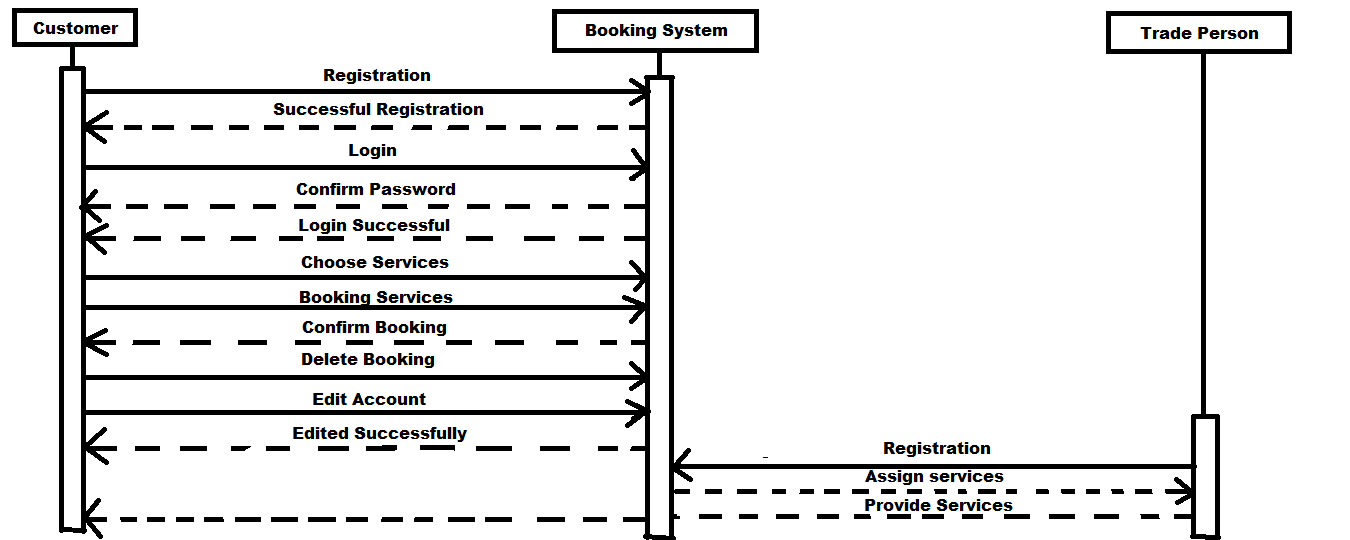 Customer
Booking System
Trade Person
Registration
Successful Registration
Login
Confirm Password
Login Successful
Choose Services
Booking Services
Confirm Booking
Delete Booking
Edit Account
Edited Successfully
Registration
Assign services
Provide Services